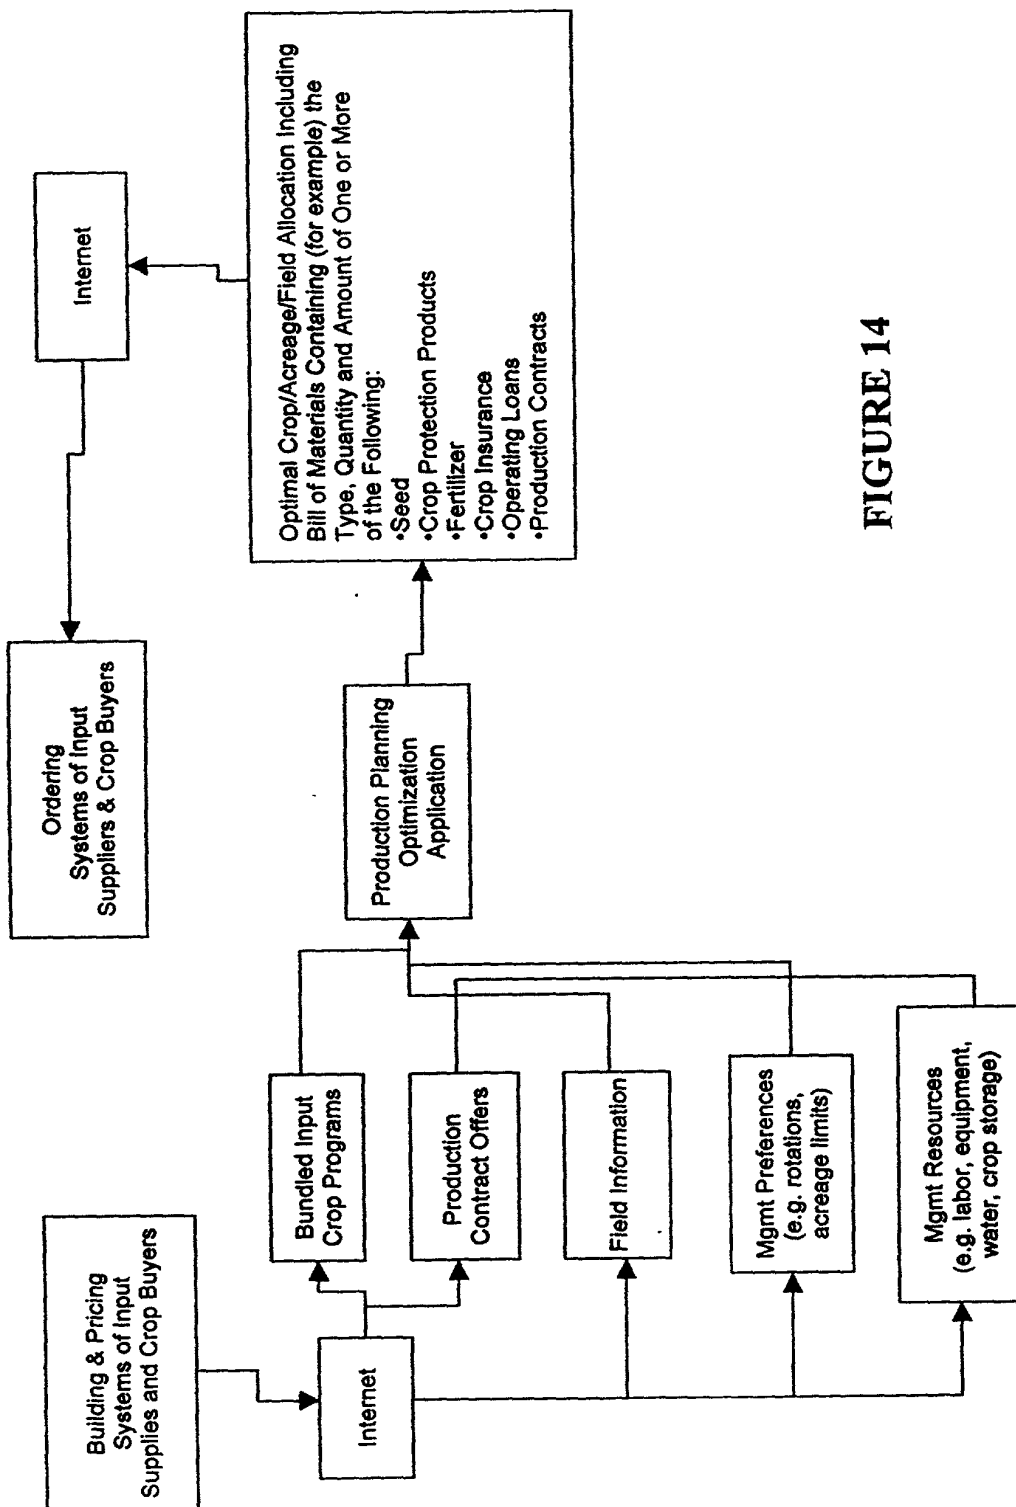 Building & Pricing
Systems of Input
Supplies and Crop Buyers
Internet
Bundled Input
Crop Programs
Production
Contract Offers
Field Information
Mgmt Preferences
(e.g. rotations,
acreage limits)
Mgmt Resources
(e.g. labor, equipment,
water, crop storage)
Production Planning
Optimization
Application
Ordering
Systems of Input
Suppliers & Crop Buyers
Internet
Optimal Crop/Acreage/Field Allocation Including
Bill of Materials Containing (for example) the
Type, Quantity and Amount of One or More
of the Following:
•Seed
•Crop Protection Products
•Fertilizer
•Crop Insurance
•Operating Loans
•Production Contracts
FIGURE 14